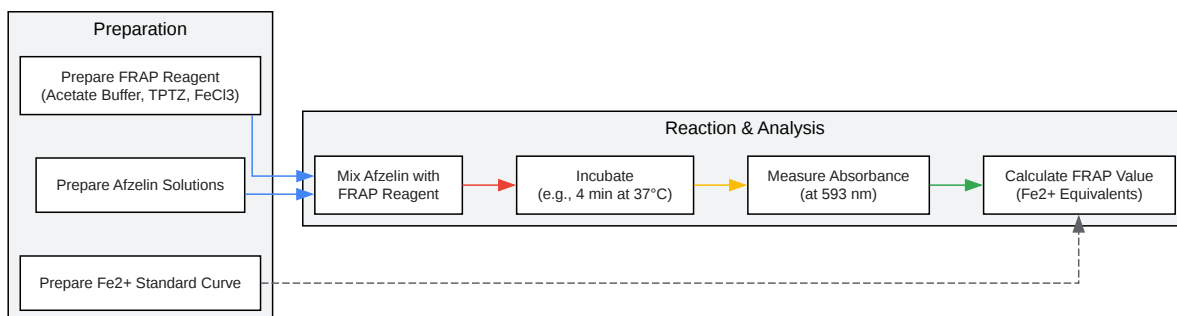 Preparation
Prepare FRAP Reagent
(Acetate Buffer, TPTZ, FeCl3)
Prepare Afzelin Solutions
Prepare Fe2+ Standard Curve
Reaction & Analysis
Mix Afzelin with
FRAP Reagent
Incubate
(e.g., 4 min at 37°C)
Measure Absorbance
(at 593 nm)
Calculate FRAP Value
(Fe2+ Equivalents)